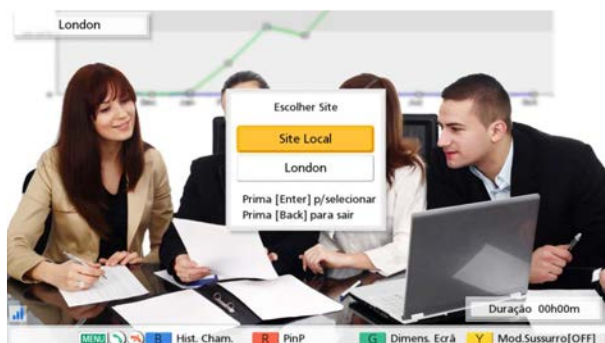 London
Escolher Site
Site Local
London
Prima [Enter] p/selecionar
Prima [Back] para sair
Duração 00h00m
MENU B Hist. Cham. R PinP G Dimens. Ecrã Y Mod.Sussurro[OFF]